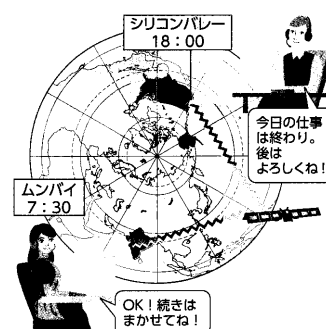 シリコンバレー
18：00
今日の仕事
は終わり。
後は
よろしくね！
ムンバイ
7：30
OK！続きは
まかせてね！